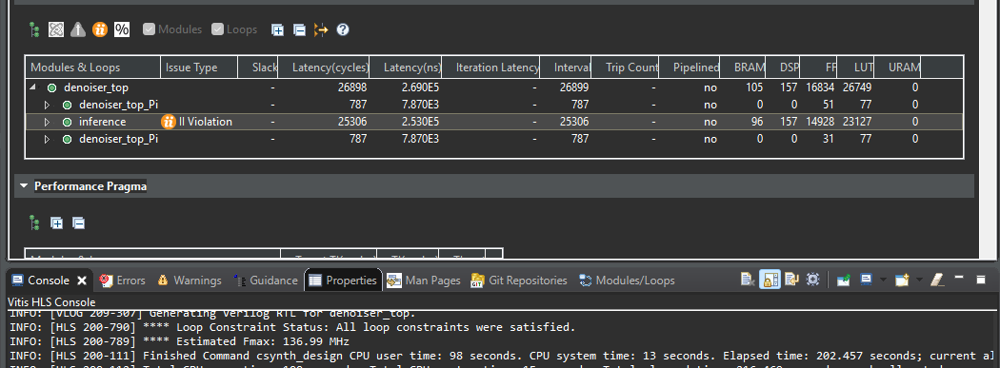 % Modules Loops
Modules & Loops Issue Type Slack Latency(cycles) Latency(ns) Iteration Latency Interval Trip Count Pipelined BRAM DSP FF LUT URAM
denoiser_top - 26898 2.690E5 - 26899 - no 105 157 16834 26749 0
denoiser_top_Pi - 787 7.870E3 - 787 - no 0 0 51 77 0
inference II Violation - 25306 2.530E5 - 25306 - no 96 157 14928 23127 0
denoiser_top_Pi - 787 7.870E3 - 787 - no 0 0 31 77 0
Performance Pragma
Console Errors Warnings Guidance Properties Man Pages Git Repositories Modules/Loops
Vitis HLS Console
INFO: [VLOG 209-307] Generating Verilog RTL for denoiser_top.
INFO: [HLS 200-790] **** Loop Constraint Status: All loop constraints were satisfied.
INFO: [HLS 200-789] **** Estimated Fmax: 136.99 MHz
INFO: [HLS 200-111] Finished Command csynth_design CPU user time: 98 seconds. CPU system time: 13 seconds. Elapsed time: 202.457 seconds; current al